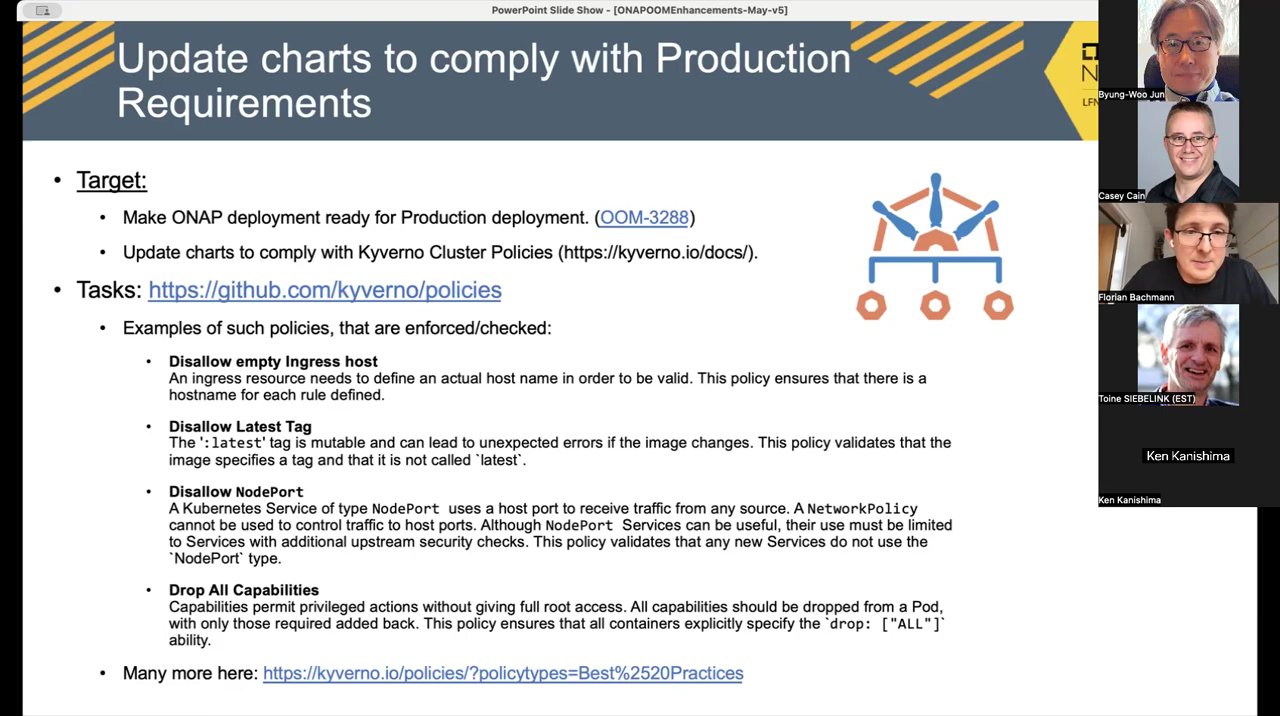 PowerPoint Slide Show - [ONAPOOMEnhancements-May-v5]
Update charts to comply with Production
Requirements
LFN
Byung-Woo Jun
Casey Cain
Florian Bachmann
Toine SIEBELINK (EST)
Ken Kanishima
Ken Kanishima
• Target:
• Make ONAP deployment ready for Production deployment. (OOM-3288)
• Update charts to comply with Kyverno Cluster Policies (https://kyverno.io/docs/).
• Tasks: https://github.com/kyverno/policies
• Examples of such policies, that are enforced/checked:
• Disallow empty Ingress host
An ingress resource needs to define an actual host name in order to be valid. This policy ensures that there is a
hostname for each rule defined.
• Disallow Latest Tag
The ':latest' tag is mutable and can lead to unexpected errors if the image changes. This policy validates that the
image specifies a tag and that it is not called `latest`.
• Disallow NodePort
A Kubernetes Service of type NodePort uses a host port to receive traffic from any source. A NetworkPolicy
cannot be used to control traffic to host ports. Although NodePort Services can be useful, their use must be limited
to Services with additional upstream security checks. This policy validates that any new Services do not use the
`NodePort` type.
• Drop All Capabilities
Capabilities permit privileged actions without giving full root access. All capabilities should be dropped from a Pod,
with only those required added back. This policy ensures that all containers explicitly specify the `drop: ["ALL"]`
ability.
• Many more here: https://kyverno.io/policies/?policytypes=Best%2520Practices